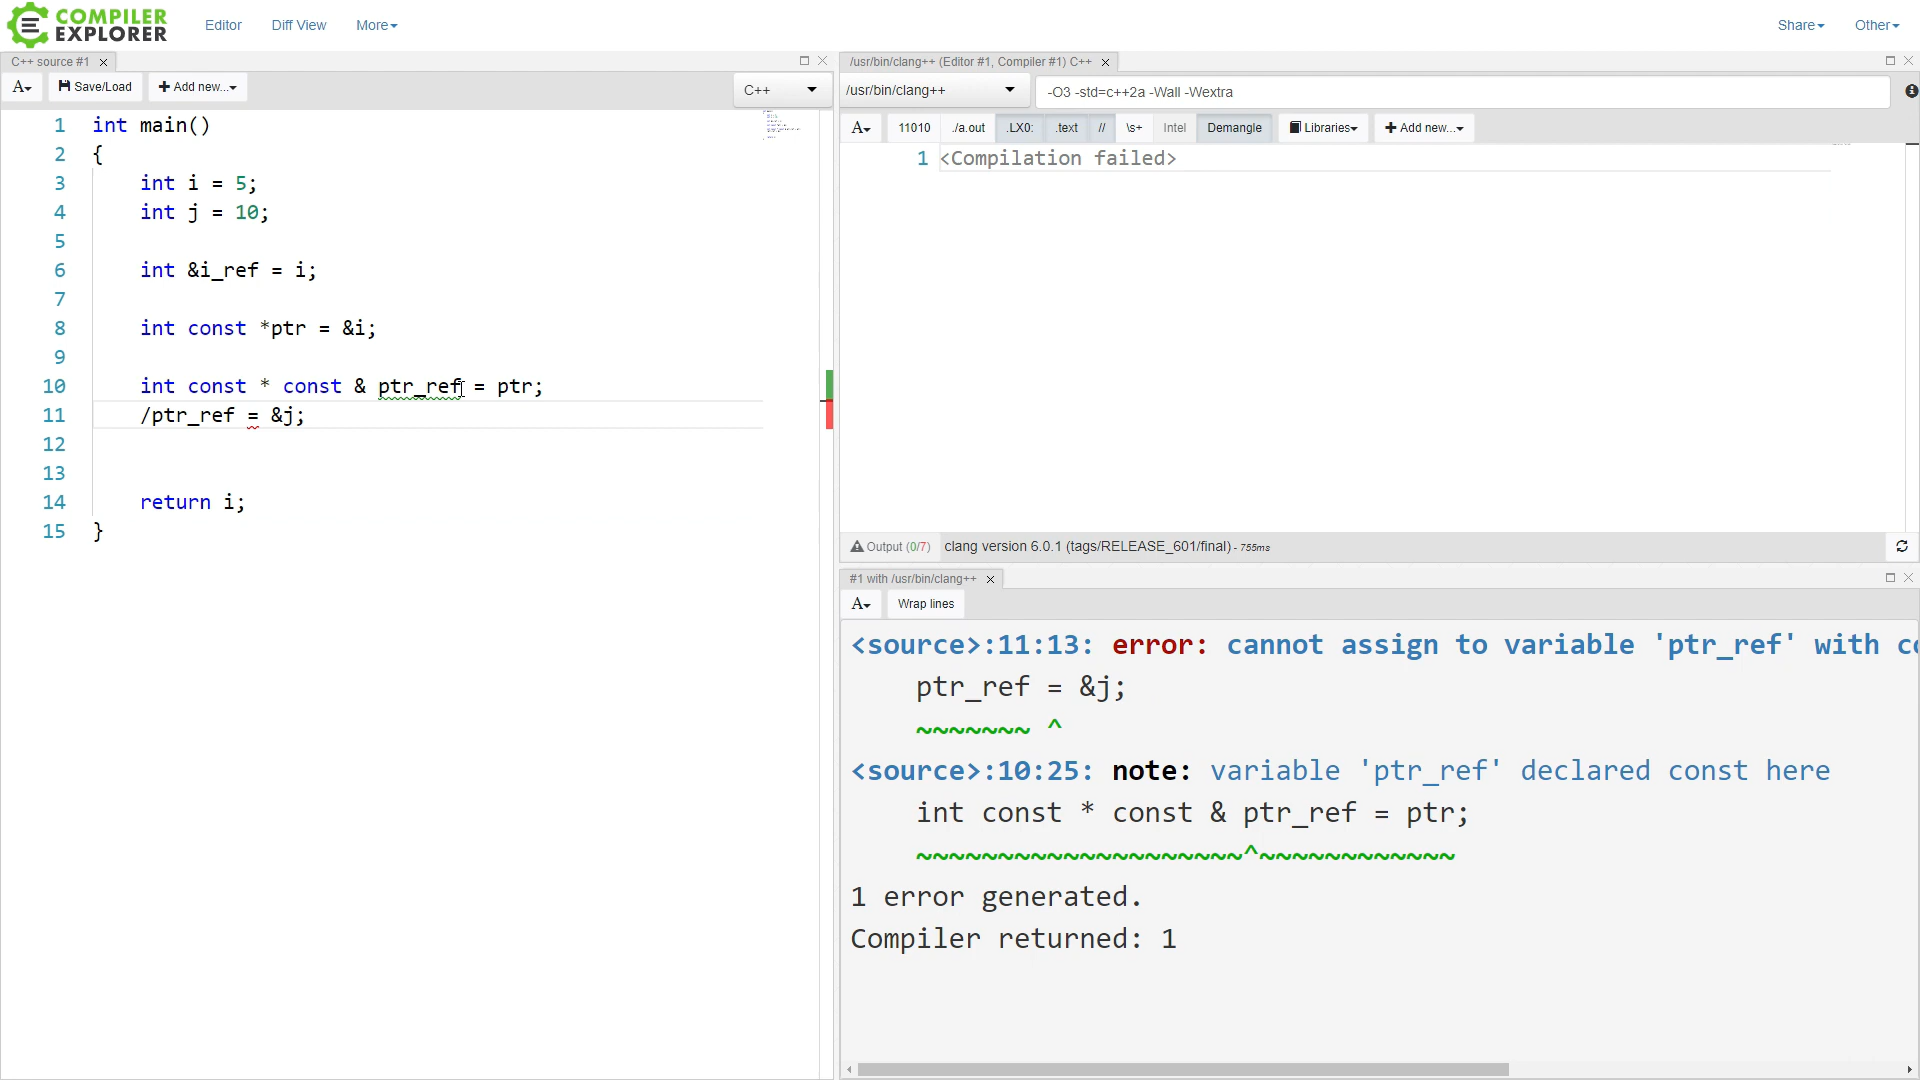 COMPILER
EXPLORER
Editor
Diff View
More
Share
Other
C++ source #1
A
Save/Load
Add new...
C++
1 int main()
2 {
3 int i = 5;
4 int j = 10;
5
6 int &i_ref = i;
7
8 int const *ptr = &i;
9
10 int const * const & ptr_ref = ptr;
11 /ptr_ref = &j;
12
13
14 return i;
15 }
/usr/bin/clang++ (Editor #1, Compiler #1) C++
/usr/bin/clang++
-O3 -std=c++2a -Wall -Wextra
A
11010
./a.out
.LX0:
.text
//
\s+
Intel
Demangle
Libraries
Add new...
1 <Compilation failed>
Output (0/7)
clang version 6.0.1 (tags/RELEASE_601/final) - 755ms
#1 with /usr/bin/clang++
A
Wrap lines
<source>:11:13: error: cannot assign to variable 'ptr_ref' with co
ptr_ref = &j;
~~~~~~~ ^
<source>:10:25: note: variable 'ptr_ref' declared const here
int const * const & ptr_ref = ptr;
~~~~~~~~~~~~~~~~~~~~^~~~~~~~~~~~~
1 error generated.
Compiler returned: 1